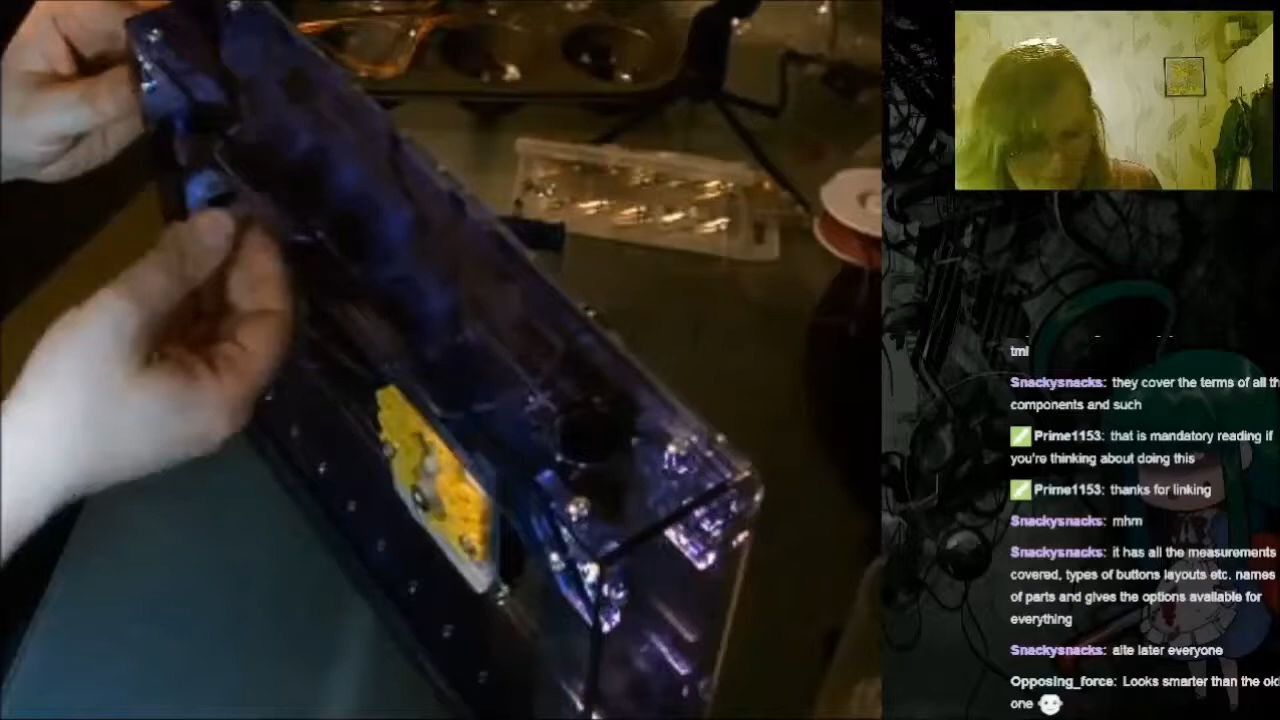 tml
Snackysnacks: they cover the terms of all th
components and such
Prime1153: that is mandatory reading if
you're thinking about doing this
Prime1153: thanks for linking
Snackysnacks: mhm
Snackysnacks: it has all the measurements
covered, types of buttons layouts etc. names
of parts and gives the options available for
everything
Snackysnacks: alte later everyone
Opposing_force: Looks smarter than the old
one